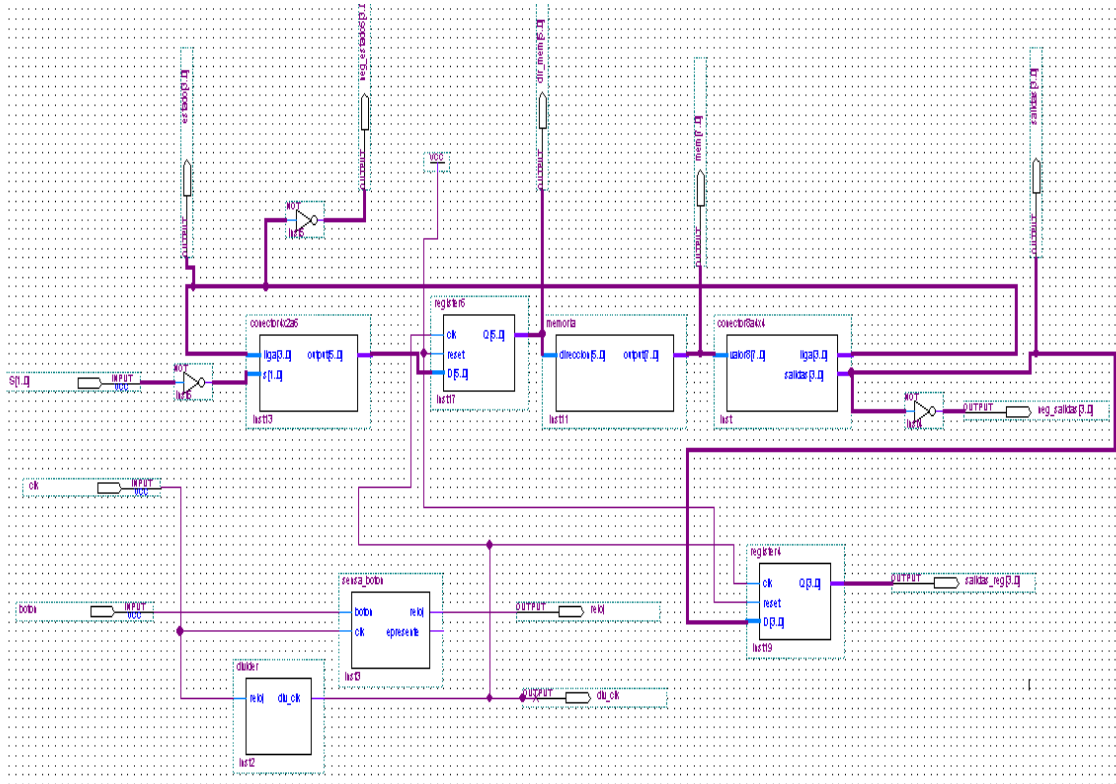 neg_estados[3..0]
dir_mem[5..0]
estados[3..0]
mem[7..0]
salidas[3..0]
OUTPUT
OUTPUT
OUTPUT
OUTPUT
OUTPUT
VCC
NOT
inst5
conector4x2a6
liga[3..0] output[5..0]
s[1..0]
inst13
register6
clk Q[5..0]
reset
D[5..0]
inst17
memoria
direccion[5..0] output[7..0]
inst11
conector8a4x4
valor8[7..0] liga[3..0]
salidas[3..0]
inst
S[1..0] INPUT
VCC
NOT
inst6
NOT
inst4
OUTPUT neg_salidas[3..0]
clk INPUT
VCC
register4
clk Q[3..0]
reset
D[3..0]
inst19
OUTPUT salidas_reg[3..0]
boton INPUT
VCC
sensa_boton
boton reloj
clk epresente
inst3
OUTPUT reloj
divider
reloj div_clk
inst2
OUTPUT div_clk